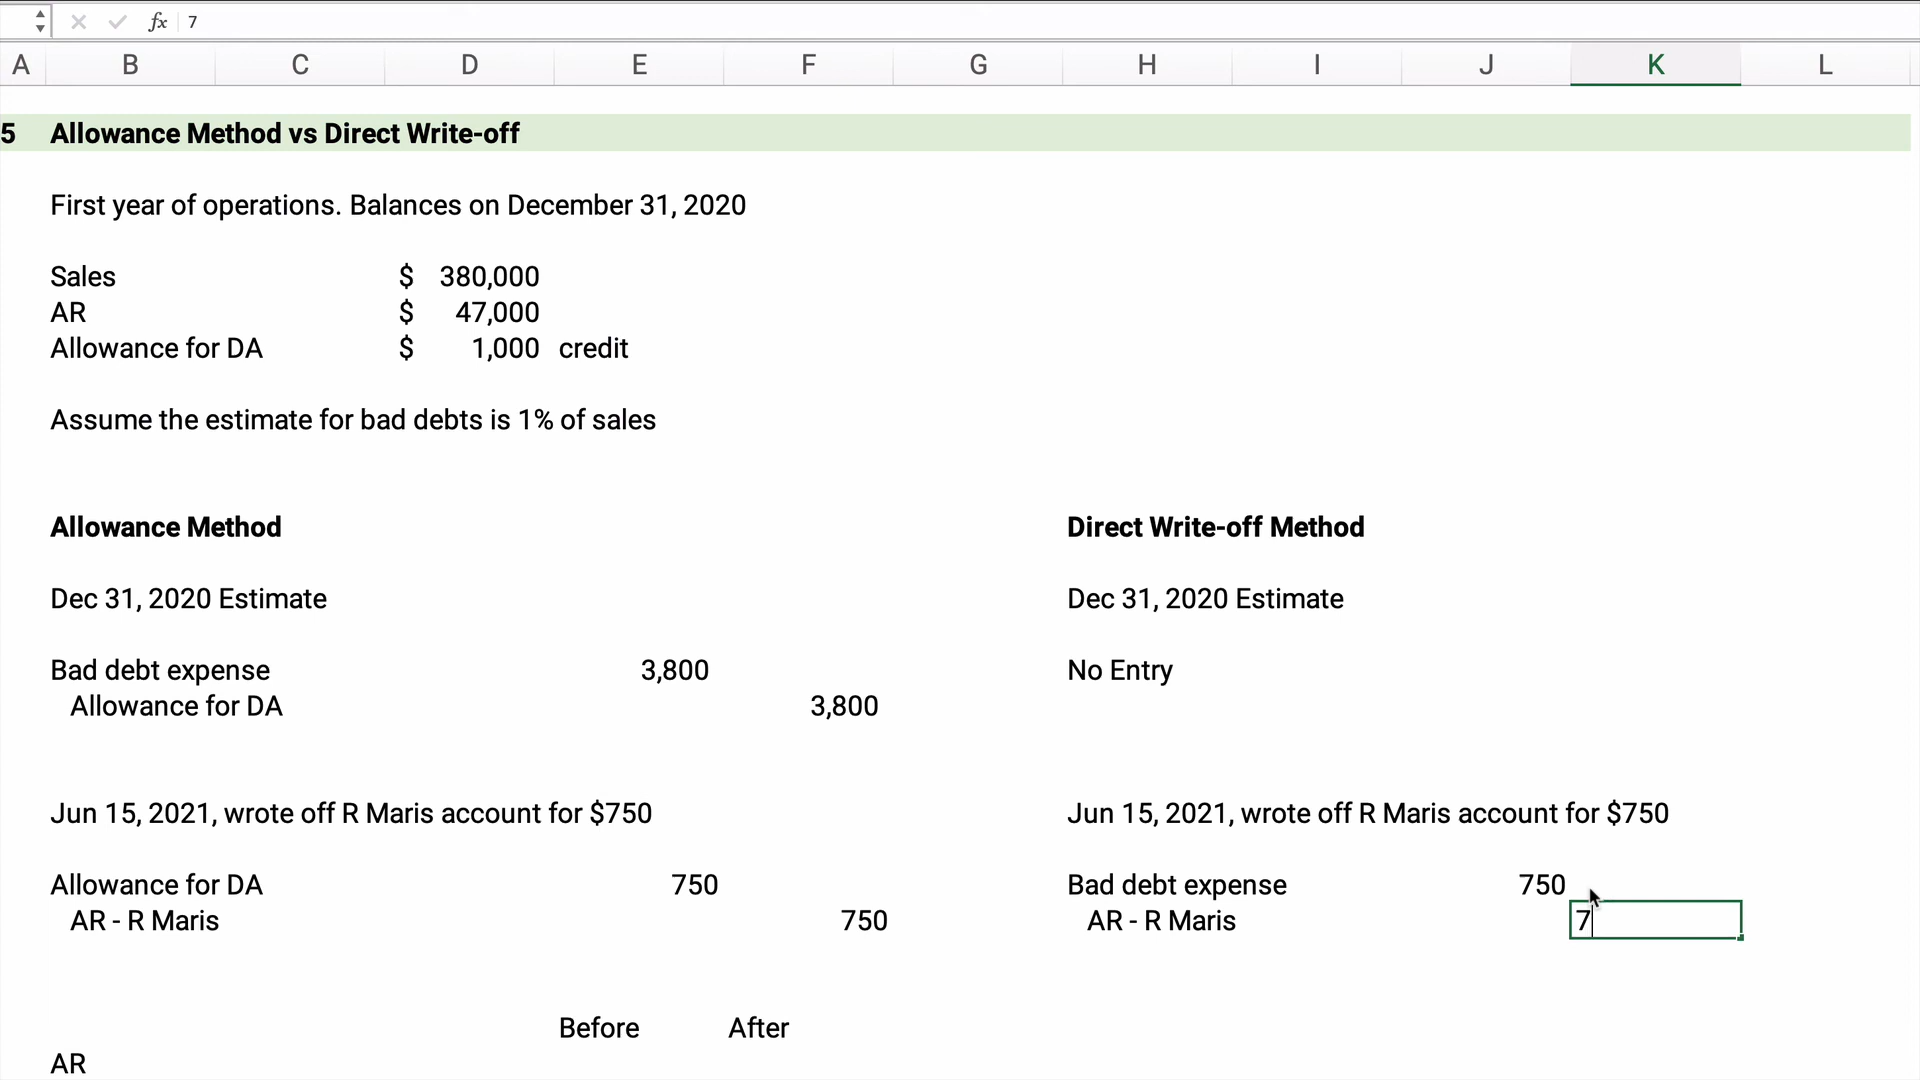 fx 7
A B C D E F G H I J K L
5 Allowance Method vs Direct Write-off
First year of operations. Balances on December 31, 2020
Sales $ 380,000
AR $ 47,000
Allowance for DA $ 1,000 credit
Assume the estimate for bad debts is 1% of sales
Allowance Method Direct Write-off Method
Dec 31, 2020 Estimate Dec 31, 2020 Estimate
Bad debt expense 3,800 No Entry
Allowance for DA 3,800
Jun 15, 2021, wrote off R Maris account for $750 Jun 15, 2021, wrote off R Maris account for $750
Allowance for DA 750 Bad debt expense 750
AR - R Maris 750 AR - R Maris 7
Before After
AR